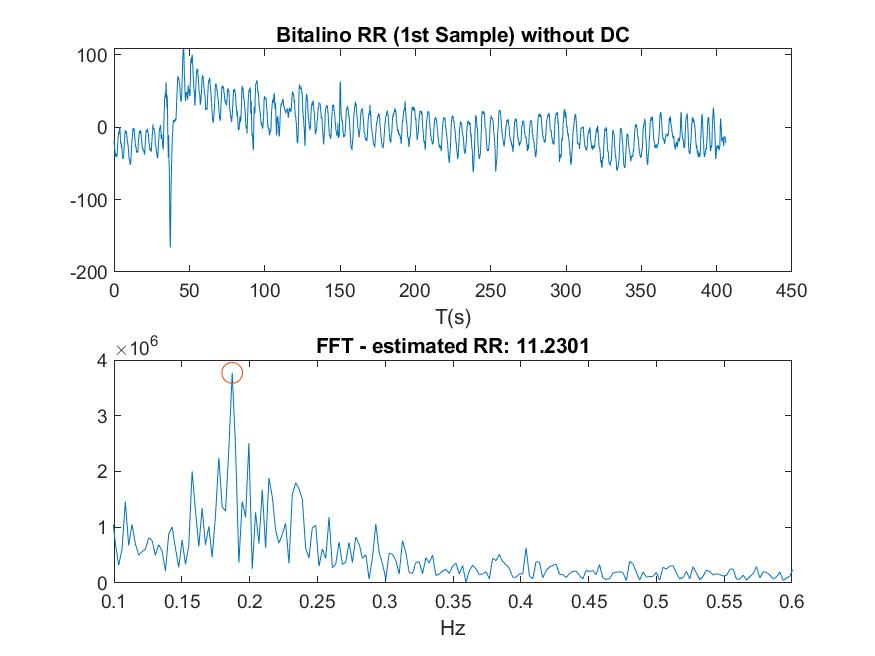 Bitalino RR (1st Sample) without DC
100
0
-100
-200
0 50 100 150 200 250 300 350 400 450
T(s)
×10⁶
FFT - estimated RR: 11.2301
4
3
2
1
0
0.1 0.15 0.2 0.25 0.3 0.35 0.4 0.45 0.5 0.55 0.6
Hz